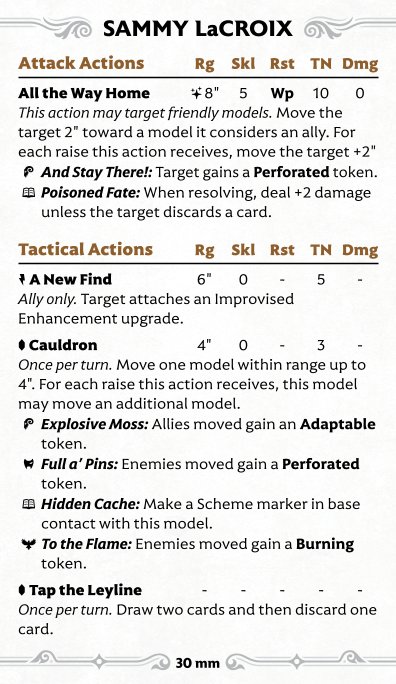 SAMMY LaCROIX
Attack Actions Rg Skl Rst TN Dmg
All the Way Home 8" 5 Wp 10 0
This action may target friendly models. Move the
target 2" toward a model it considers an ally. For
each raise this action receives, move the target +2"
And Stay There!: Target gains a Perforated token.
Poisoned Fate: When resolving, deal +2 damage
unless the target discards a card.
Tactical Actions Rg Skl Rst TN Dmg
A New Find 6" 0 - 5 -
Ally only. Target attaches an Improvised
Enhancement upgrade.
Cauldron 4" 0 - 3 -
Once per turn. Move one model within range up to
4". For each raise this action receives, this model
may move an additional model.
Explosive Moss: Allies moved gain an Adaptable
token.
Full a' Pins: Enemies moved gain a Perforated
token.
Hidden Cache: Make a Scheme marker in base
contact with this model.
To the Flame: Enemies moved gain a Burning
token.
Tap the Leyline - - - - -
Once per turn. Draw two cards and then discard one
card.
30 mm